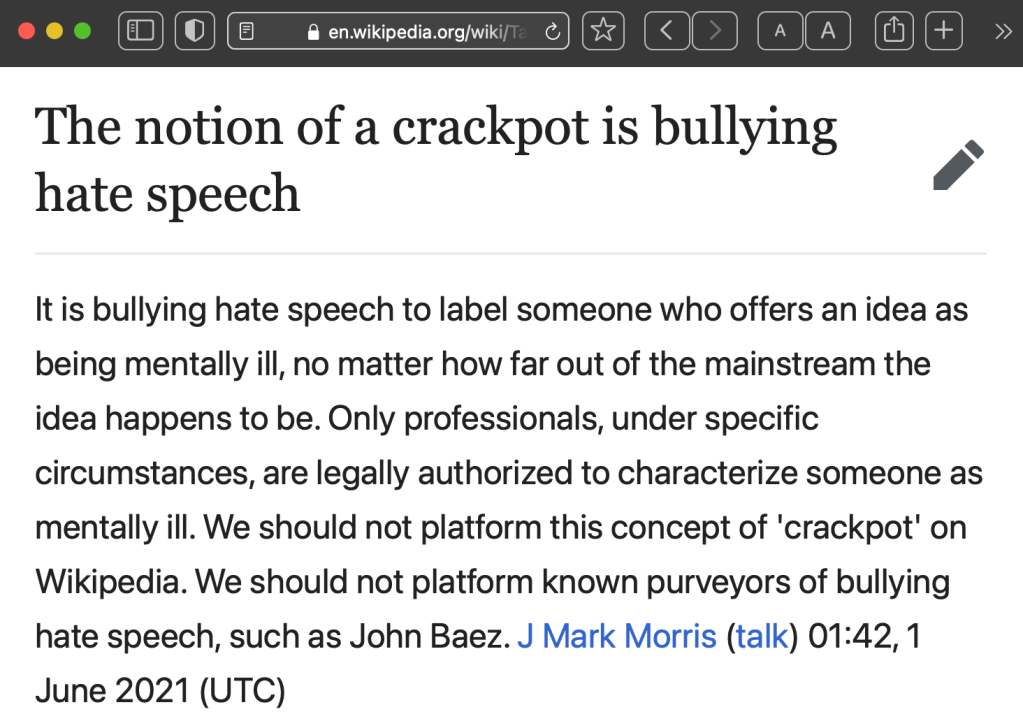 en.wikipedia.org/wiki/Ta
A A
The notion of a crackpot is bullying
hate speech
It is bullying hate speech to label someone who offers an idea as
being mentally ill, no matter how far out of the mainstream the
idea happens to be. Only professionals, under specific
circumstances, are legally authorized to characterize someone as
mentally ill. We should not platform this concept of 'crackpot' on
Wikipedia. We should not platform known purveyors of bullying
hate speech, such as John Baez. J Mark Morris (talk) 01:42, 1
June 2021 (UTC)